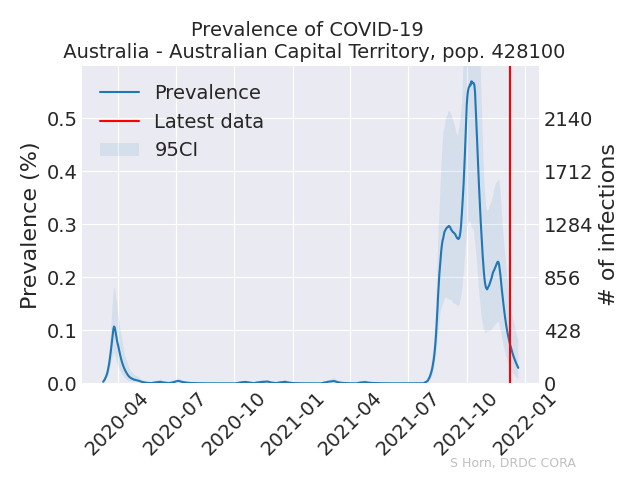 Prevalence of COVID-19
Australia - Australian Capital Territory, pop. 428100
Prevalence
Latest data
95CI
Prevalence (%)
0.5
0.4
0.3
0.2
0.1
0.0
2140
1712
1284
856
428
0
# of infections
2020-04
2020-07
2020-10
2021-01
2021-04
2021-07
2021-10
2022-01
S Horn, DRDC CORA